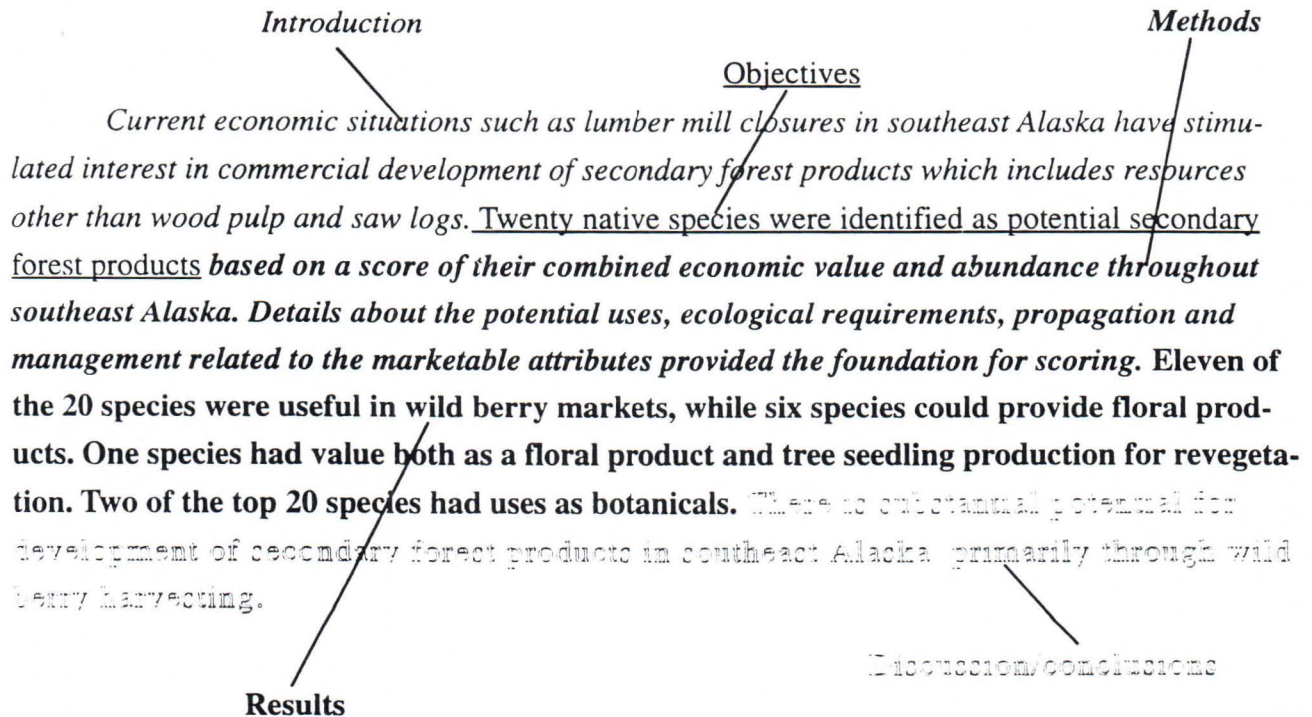 Introduction
Methods
Objectives
Current economic situations such as lumber mill closures in southeast Alaska have stimu-
lated interest in commercial development of secondary forest products which includes resources
other than wood pulp and saw logs. Twenty native species were identified as potential secondary
forest products based on a score of their combined economic value and abundance throughout
southeast Alaska. Details about the potential uses, ecological requirements, propagation and
management related to the marketable attributes provided the foundation for scoring. Eleven of
the 20 species were useful in wild berry markets, while six species could provide floral prod-
ucts. One species had value both as a floral product and tree seedling production for revegeta-
tion. Two of the top 20 species had uses as botanicals. There is substantial potential for
development of secondary forest products in southeast Alaska primarily through wild
berry harvesting.
Discussion/conclusions
Results